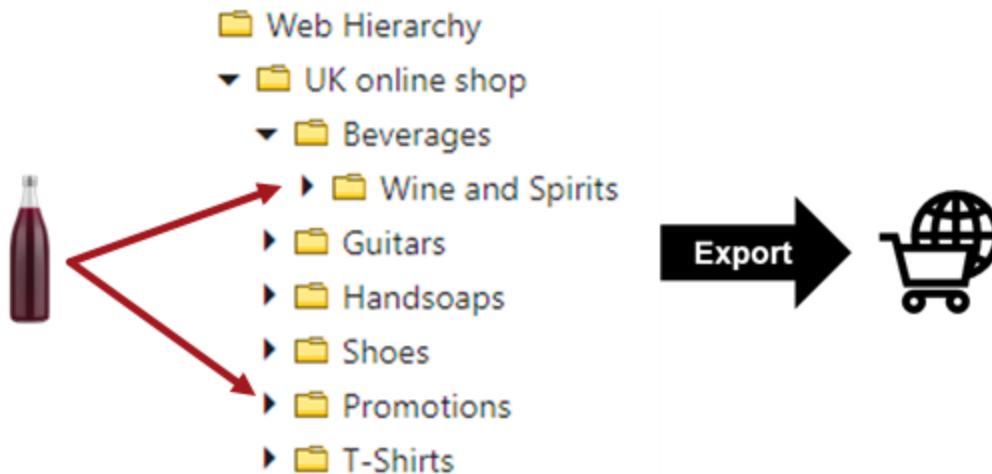 Web Hierarchy
UK online shop
Beverages
Wine and Spirits
Guitars
Handsoaps
Shoes
Promotions
T-Shirts
Export